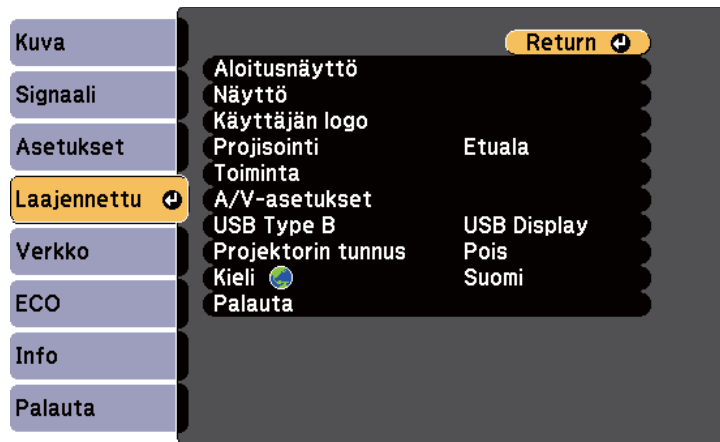 Kuva
Signaali
Asetukset
Laajennettu
Verkko
ECO
Info
Palauta
Return
Aloitusnäyttö
Näyttö
Käyttäjän logo
Projisointi Etuala
Toiminta
A/V-asetukset
USB Type B USB Display
Projektorin tunnus Pois
Kieli Suomi
Palauta